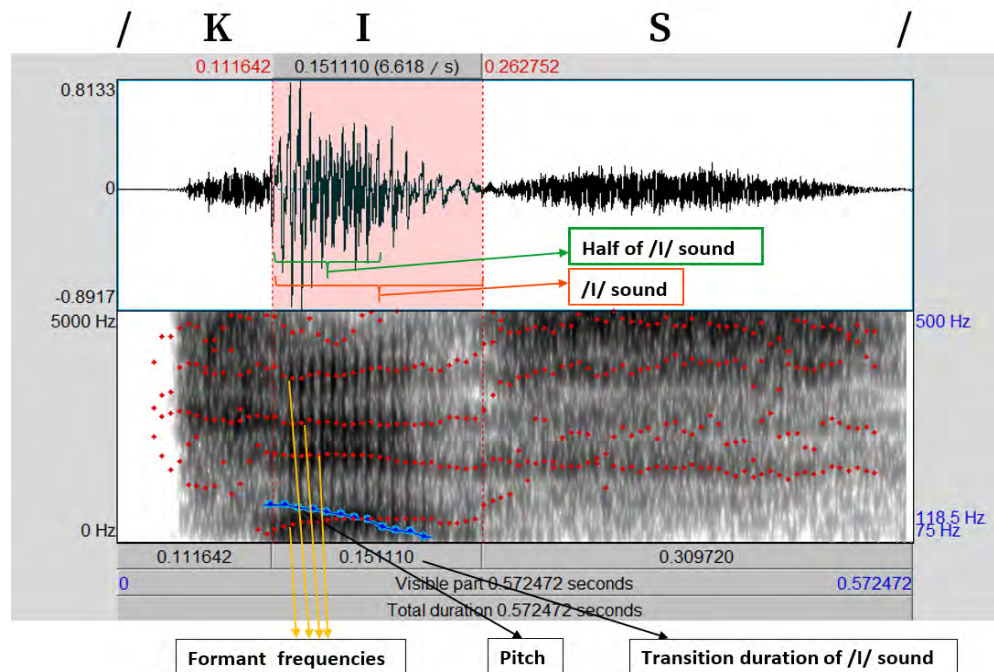 / K I S /
0.111642 0.151110 (6.618 / s) 0.262752
0.8133
0
Half of /I/ sound
/I/ sound
-0.8917
5000 Hz 500 Hz
118.5 Hz
0 Hz 75 Hz
0.111642 0.151110 0.309720
0 Visible part 0.572472 seconds 0.572472
Total duration 0.572472 seconds
Formant frequencies Pitch Transition duration of /I/ sound